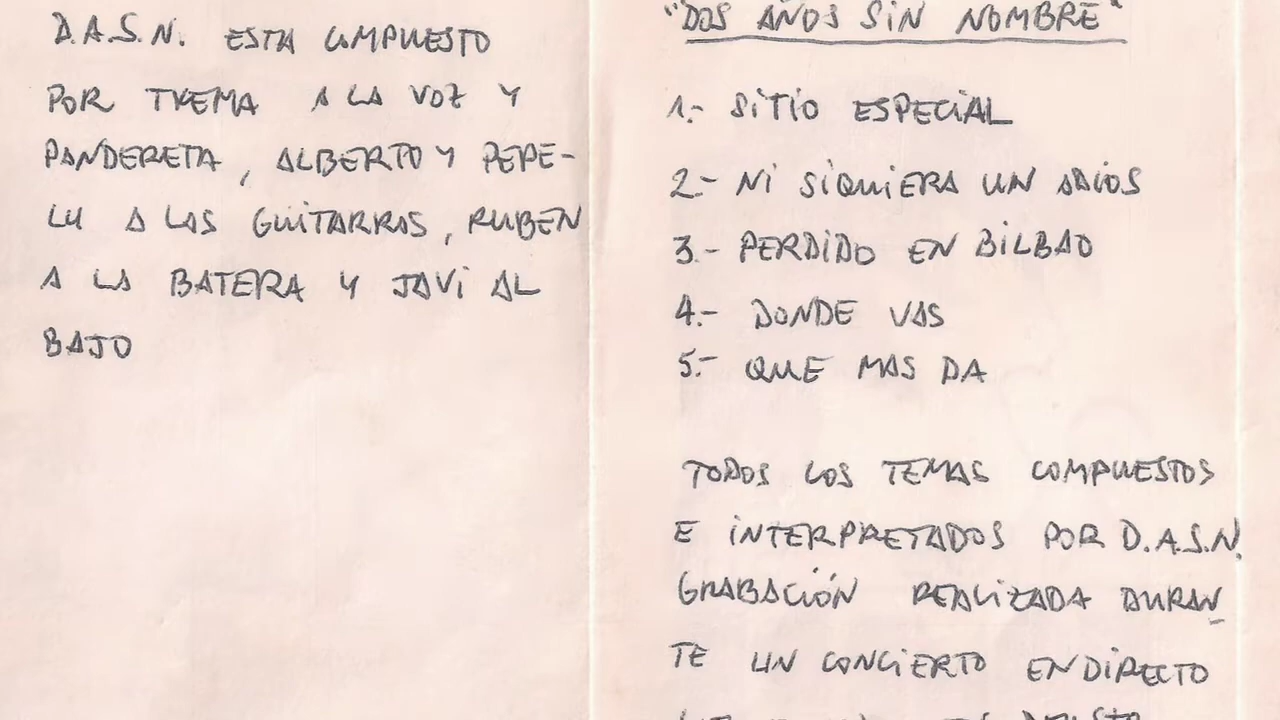 D.A.S.N. ESTA COMPUESTO
POR TXEMA A LA VOZ Y
PANDERETA, ALBERTO Y PEPE-
LU A LAS GUITARRAS, RUBEN
A LA BATERA Y JAVI AL
BAJO
"DOS AÑOS SIN NOMBRE"
1.- SITIO ESPECIAL
2.- NI SIQUIERA UN ADIOS
3.- PERDIDO EN BILBAO
4.- DONDE VAS
5.- QUE MAS DA
TODOS LOS TEMAS COMPUESTOS
E INTERPRETADOS POR D.A.S.N.
GRABACIÓN REALIZADA DURAN-
TE UN CONCIERTO EN DIRECTO